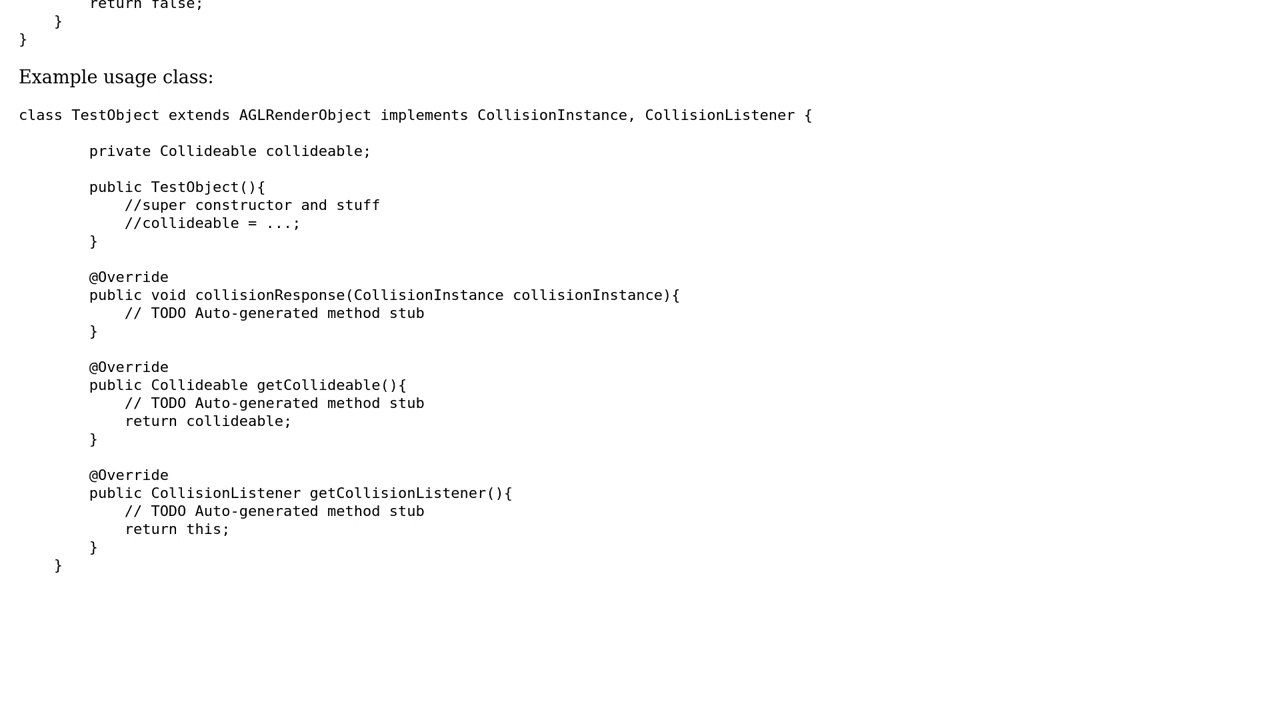 return false;
    }
}
Example usage class:
class TestObject extends AGLRenderObject implements CollisionInstance, CollisionListener {
        private Collideable collideable;
        public TestObject(){
            //super constructor and stuff
            //collideable = ...;
        }
        @Override
        public void collisionResponse(CollisionInstance collisionInstance){
            // TODO Auto-generated method stub
        }
        @Override
        public Collideable getCollideable(){
            // TODO Auto-generated method stub
            return collideable;
        }
        @Override
        public CollisionListener getCollisionListener(){
            // TODO Auto-generated method stub
            return this;
        }
    }